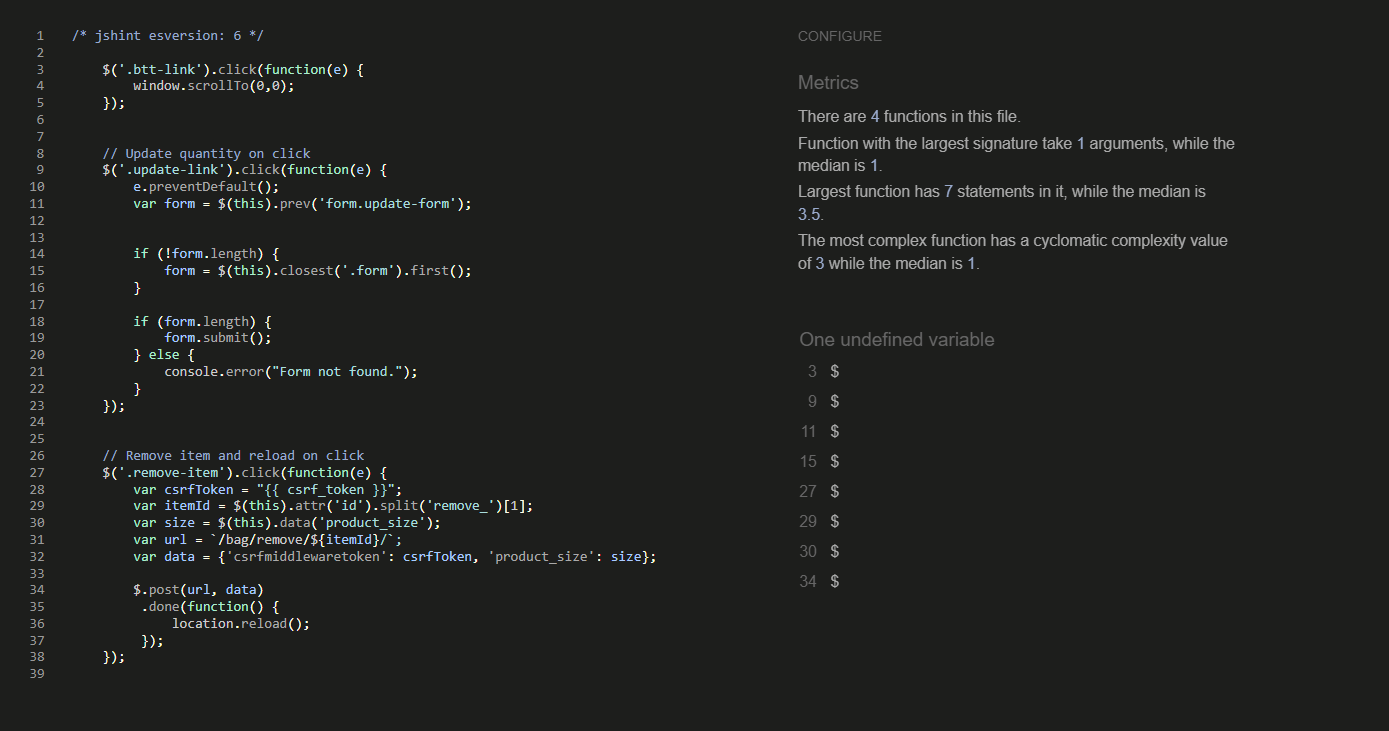 1 /* jshint esversion: 6 */
2
3 $('.btt-link').click(function(e) {
4 window.scrollTo(0,0);
5 });
6
7
8 // Update quantity on click
9 $('.update-link').click(function(e) {
10 e.preventDefault();
11 var form = $(this).prev('form.update-form');
12
13
14 if (!form.length) {
15 form = $(this).closest('.form').first();
16 }
17
18 if (form.length) {
19 form.submit();
20 } else {
21 console.error("Form not found.");
22 }
23 });
24
25
26 // Remove item and reload on click
27 $('.remove-item').click(function(e) {
28 var csrfToken = "{{ csrf_token }}";
29 var itemId = $(this).attr('id').split('remove_')[1];
30 var size = $(this).data('product_size');
31 var url = `/bag/remove/${itemId}/`;
32 var data = {'csrfmiddlewaretoken': csrfToken, 'product_size': size};
33
34 $.post(url, data)
35 .done(function() {
36 location.reload();
37 });
38 });
39
CONFIGURE
Metrics
There are 4 functions in this file.
Function with the largest signature take 1 arguments, while the
median is 1.
Largest function has 7 statements in it, while the median is
3.5.
The most complex function has a cyclomatic complexity value
of 3 while the median is 1.
One undefined variable
3 $
9 $
11 $
15 $
27 $
29 $
30 $
34 $